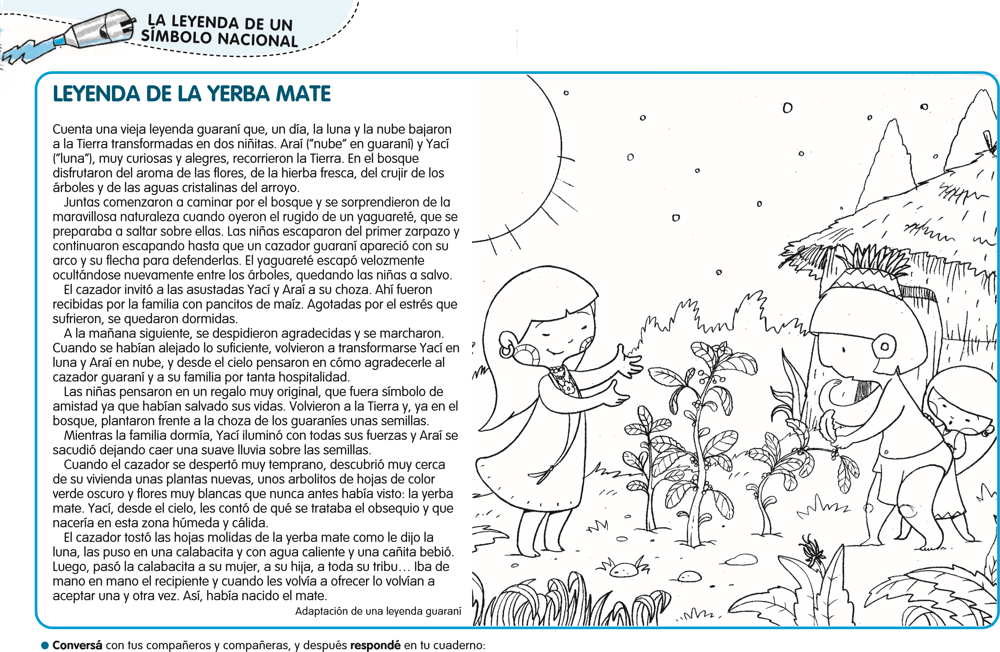 LA LEYENDA DE UN
SÍMBOLO NACIONAL
LEYENDA DE LA YERBA MATE
Cuenta una vieja leyenda guaraní que, un día, la luna y la nube bajaron
a la Tierra transformadas en dos niñitas. Araí ("nube" en guaraní) y Yací
("luna"), muy curiosas y alegres, recorrieron la Tierra. En el bosque
disfrutaron del aroma de las flores, de la hierba fresca, del crujir de los
árboles y de las aguas cristalinas del arroyo.
Juntas comenzaron a caminar por el bosque y se sorprendieron de la
maravillosa naturaleza cuando oyeron el rugido de un yaguareté, que se
preparaba a saltar sobre ellas. Las niñas escaparon del primer zarpazo y
continuaron escapando hasta que un cazador guaraní apareció con su
arco y su flecha para defenderlas. El yaguareté escapó velozmente
ocultándose nuevamente entre los árboles, quedando las niñas a salvo.
El cazador invitó a las asustadas Yací y Araí a su choza. Ahí fueron
recibidas por la familia con pancitos de maíz. Agotadas por el estrés que
sufrieron, se quedaron dormidas.
A la mañana siguiente, se despidieron agradecidas y se marcharon.
Cuando se habían alejado lo suficiente, volvieron a transformarse Yací en
luna y Araí en nube, y desde el cielo pensaron en cómo agradecerle al
cazador guaraní y a su familia por tanta hospitalidad.
Las niñas pensaron en un regalo muy original, que fuera símbolo de
amistad ya que habían salvado sus vidas. Volvieron a la Tierra y, ya en el
bosque, plantaron frente a la choza de los guaraníes unas semillas.
Mientras la familia dormía, Yací iluminó con todas sus fuerzas y Araí se
sacudió dejando caer una suave lluvia sobre las semillas.
Cuando el cazador se despertó muy temprano, descubrió muy cerca
de su vivienda unas plantas nuevas, unos arbolitos de hojas de color
verde oscuro y flores muy blancas que nunca antes había visto: la yerba
mate. Yací, desde el cielo, les contó de qué se trataba el obsequio y que
nacería en esta zona húmeda y cálida.
El cazador tostó las hojas molidas de la yerba mate como le dijo la
luna, las puso en una calabacita y con agua caliente y una cañita bebió.
Luego, pasó la calabacita a su mujer, a su hija, a toda su tribu... Iba de
mano en mano el recipiente y cuando les volvía a ofrecer lo volvían a
aceptar una y otra vez. Así, había nacido el mate.
Adaptación de una leyenda guaraní
● Conversá con tus compañeros y compañeras, y después respondé en tu cuaderno: